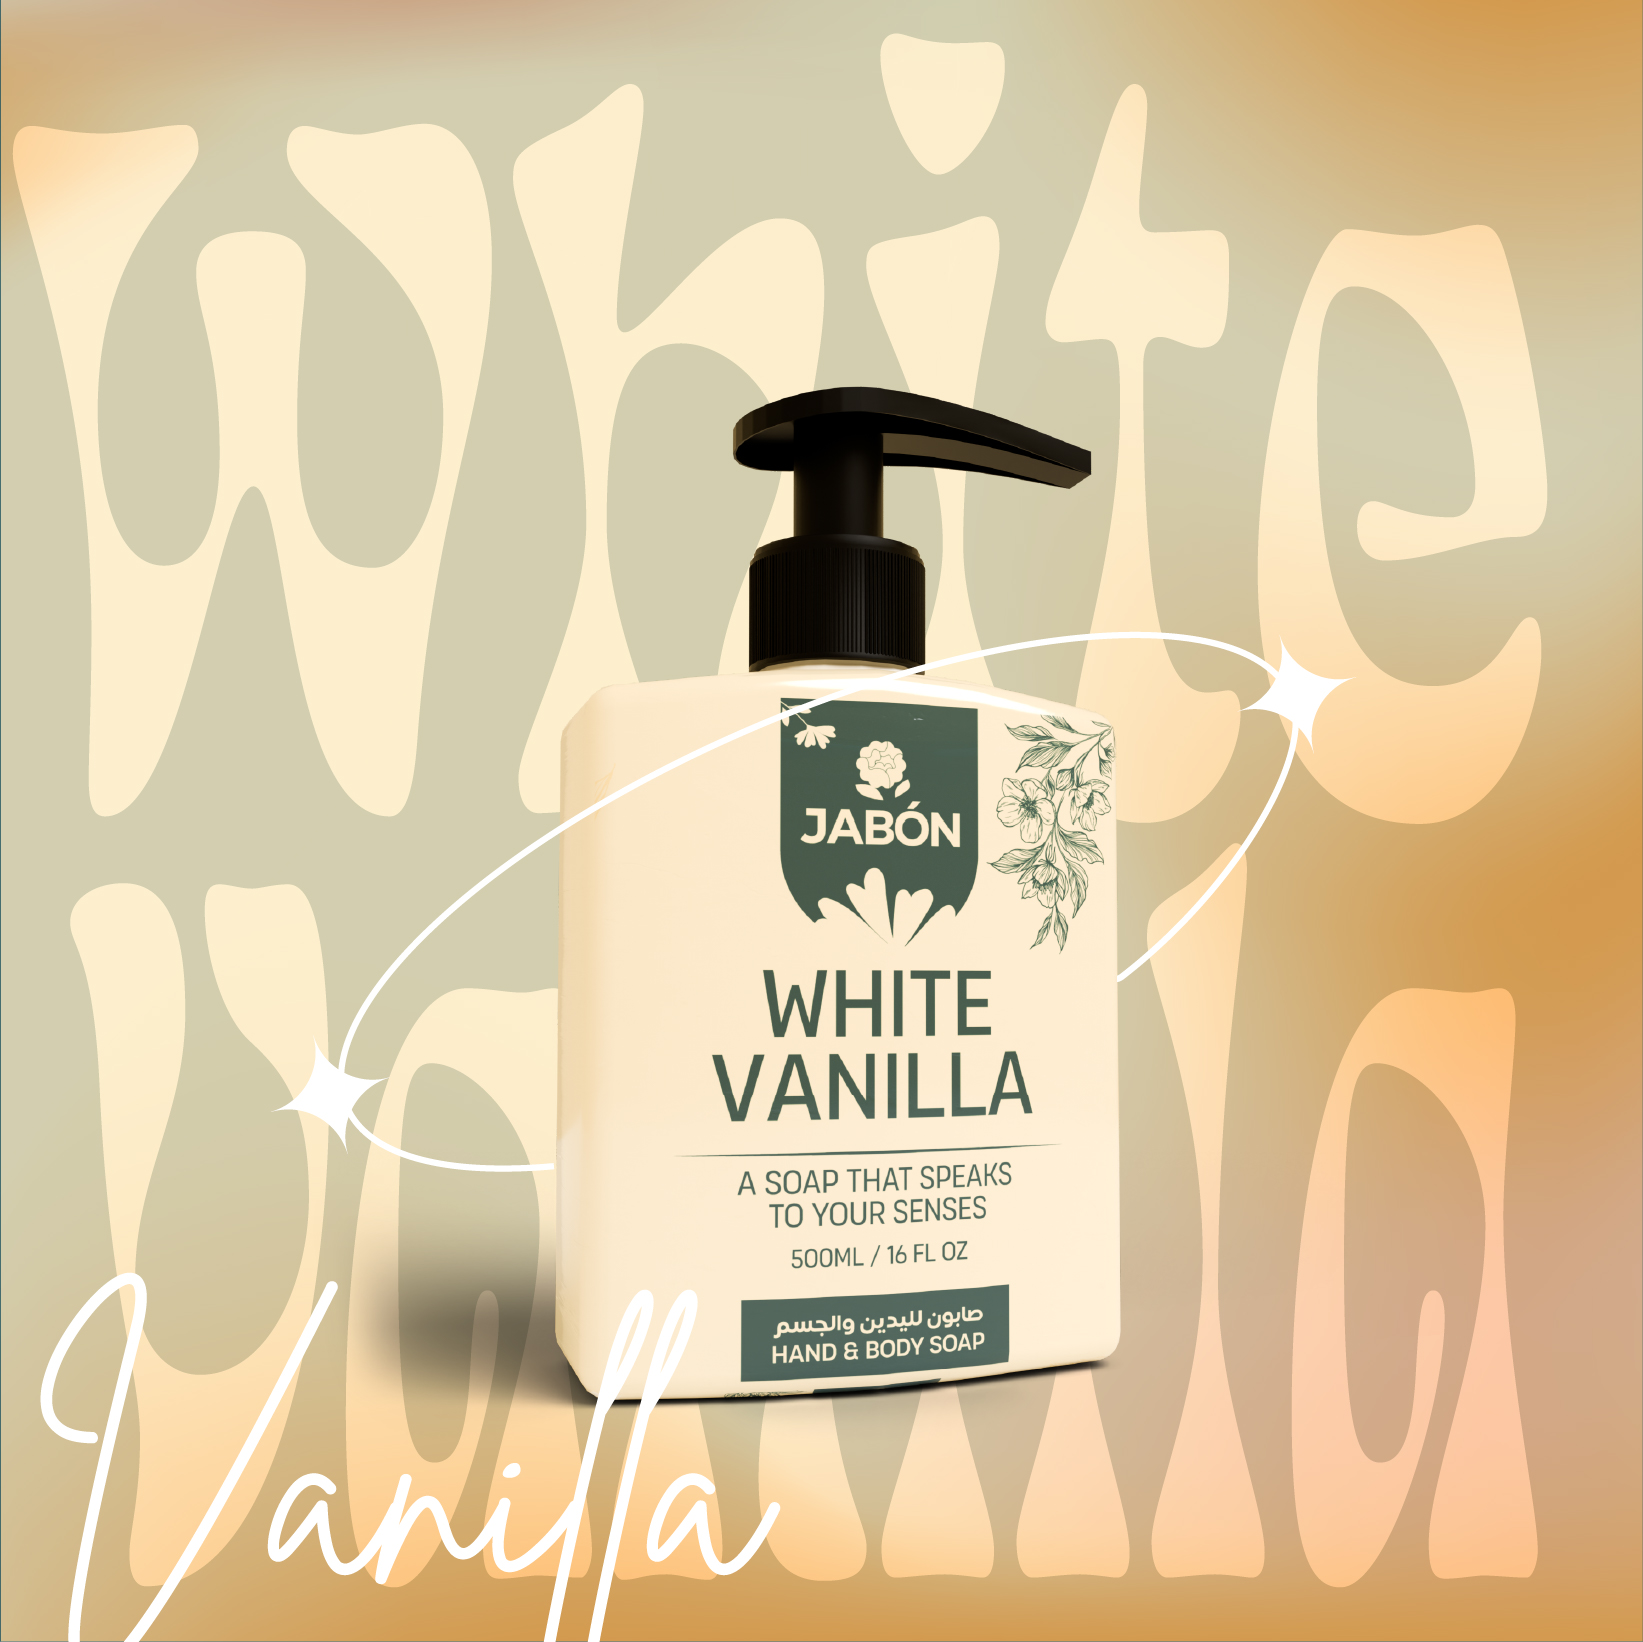 White
vanilla
JABÓN
WHITE
VANILLA
A SOAP THAT SPEAKS
TO YOUR SENSES
500ML / 16 FL OZ
صابون لليدين والجسم
HAND & BODY SOAP
Vanilla